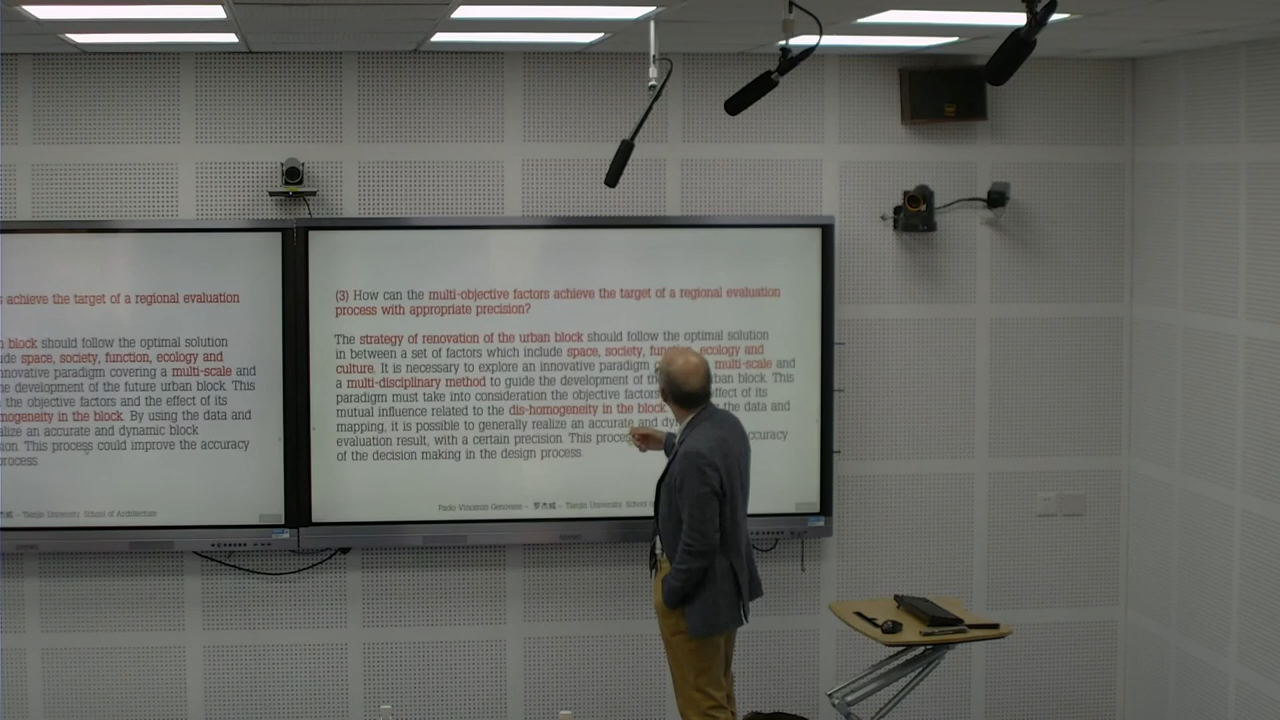 achieve the target of a regional evaluation
block should follow the optimal solution
space, society, function, ecology and
innovative paradigm covering a multi-scale and
development of the future urban block. This
the objective factors and the effect of its
in the block. By using the data and
an accurate and dynamic block
This process could improve the accuracy
Tianjin University School of Architecture
(3) How can the multi-objective factors achieve the target of a regional evaluation
process with appropriate precision?
The strategy of renovation of the urban block should follow the optimal solution
in between a set of factors which include space, society, ecology and
culture. It is necessary to explore an innovative paradigm multi-scale and
a multi-disciplinary method to guide the development of the block. This
paradigm must take into consideration the objective factors effect of its
mutual influence related to the dis-homogeneity in the block the data and
mapping, it is possible to generally realize an accurate and
evaluation result, with a certain precision. This
of the decision making in the design process.
Paolo Vincenzo Genovese - 罗杰威 - Tianjin University School